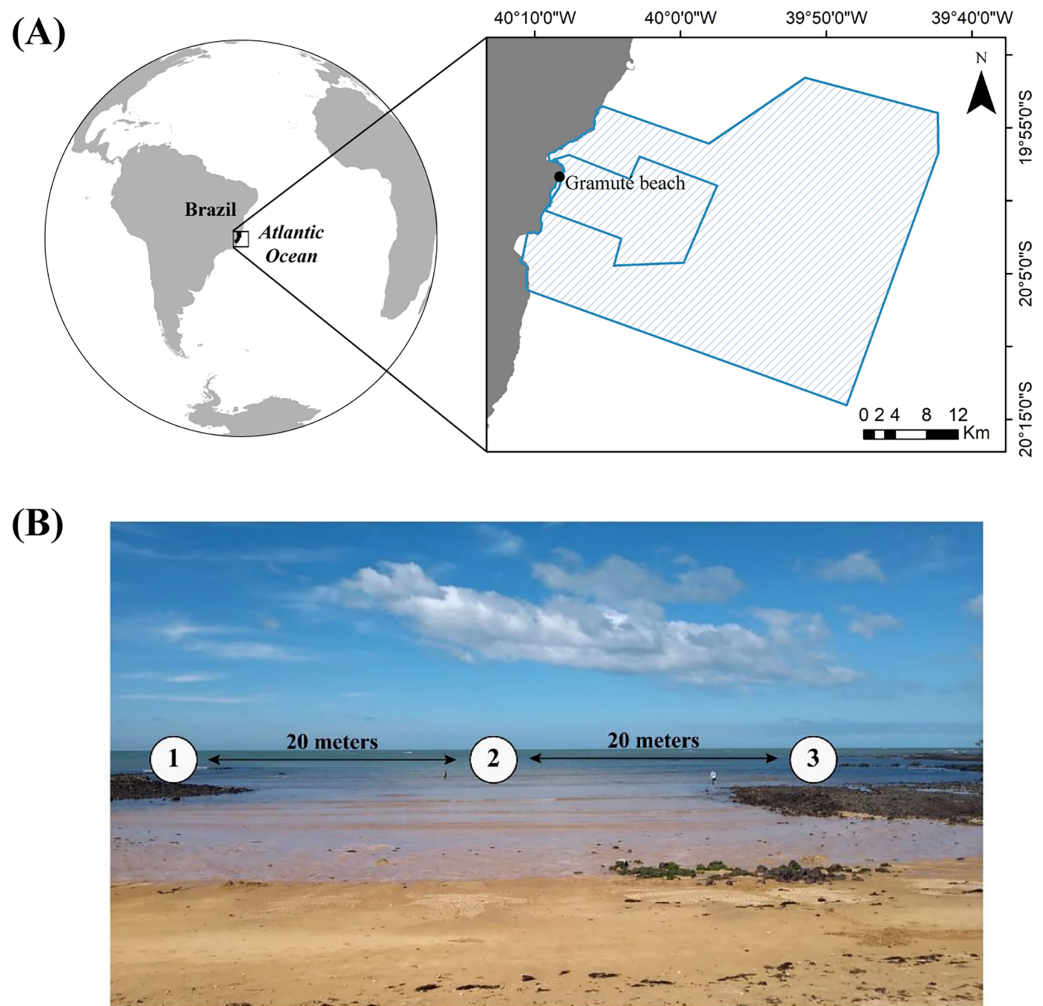 (A)
40°10'0"W
40°0'0"W
39°50'0"W
39°40'0"W
N
19°55'0"S
20°5'0"S
20°15'0"S
Gramuté beach
Brazil
Atlantic
Ocean
0 2 4 8 12
Km
(B)
20 meters
20 meters
1
2
3